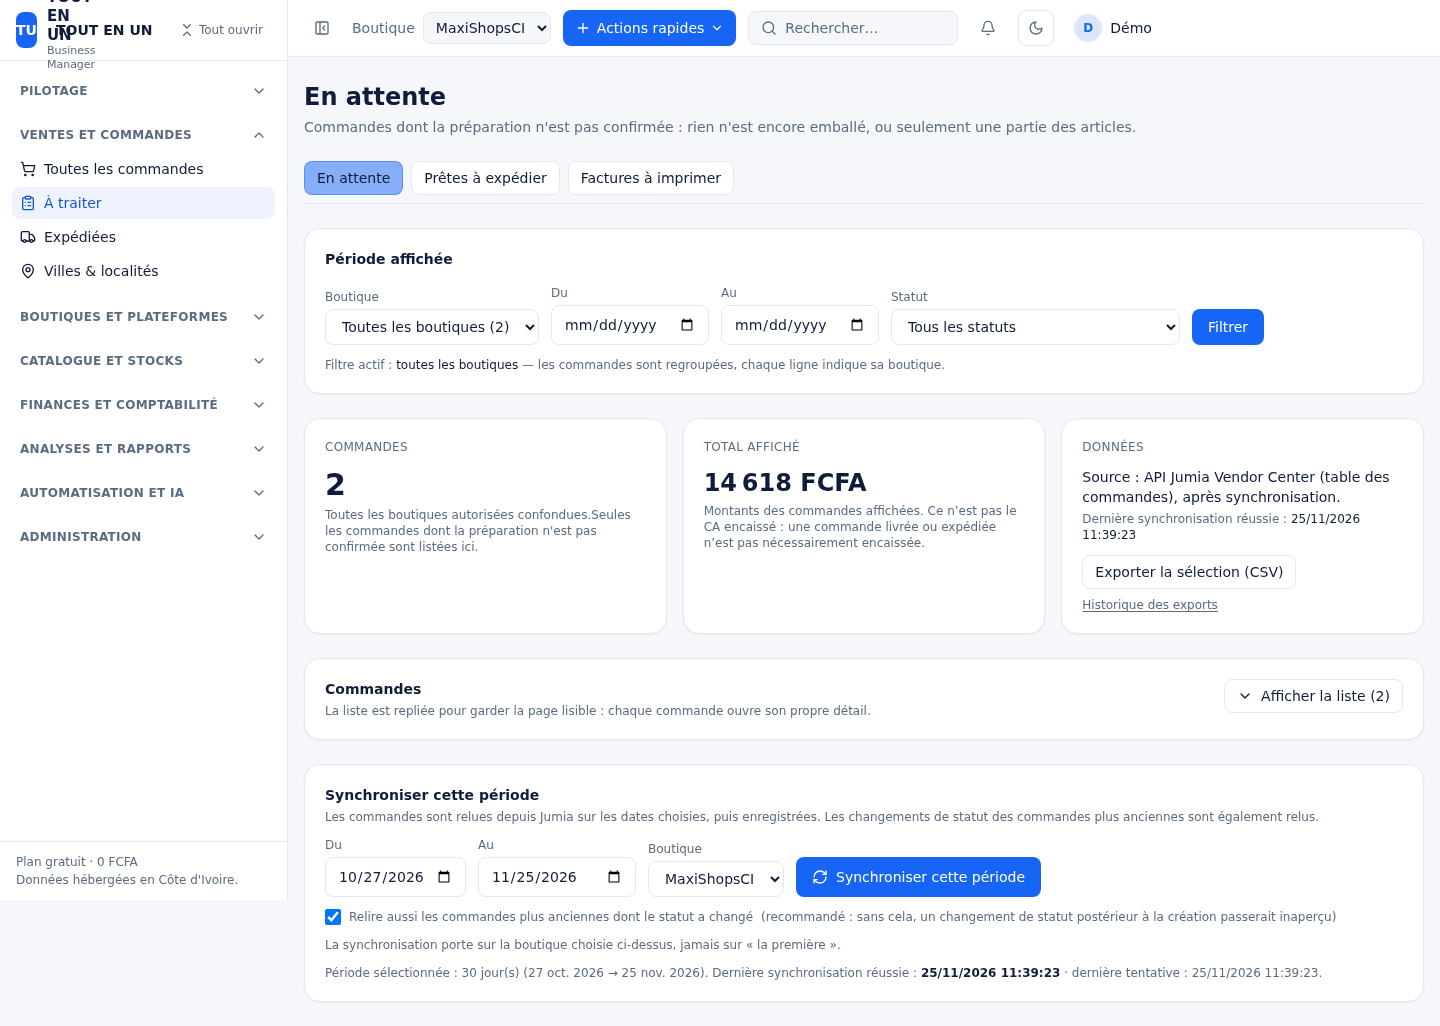 TU
TOUT
EN
UN
TOUT EN UN
Business
Manager
Tout ouvrir
PILOTAGE
VENTES ET COMMANDES
Toutes les commandes
À traiter
Expédiées
Villes & localités
BOUTIQUES ET PLATEFORMES
CATALOGUE ET STOCKS
FINANCES ET COMPTABILITÉ
ANALYSES ET RAPPORTS
AUTOMATISATION ET IA
ADMINISTRATION
Plan gratuit · 0 FCFA
Données hébergées en Côte d'Ivoire.
Boutique MaxiShopsCI Actions rapides Rechercher… D Démo
En attente
Commandes dont la préparation n'est pas confirmée : rien n'est encore emballé, ou seulement une partie des articles.
En attente Prêtes à expédier Factures à imprimer
Période affichée
Boutique Du Au Statut
Toutes les boutiques (2) mm/dd/yyyy mm/dd/yyyy Tous les statuts Filtrer
Filtre actif : toutes les boutiques — les commandes sont regroupées, chaque ligne indique sa boutique.
COMMANDES
2
Toutes les boutiques autorisées confondues.Seules
les commandes dont la préparation n'est pas
confirmée sont listées ici.
TOTAL AFFICHÉ
14 618 FCFA
Montants des commandes affichées. Ce n’est pas le
CA encaissé : une commande livrée ou expédiée
n’est pas nécessairement encaissée.
DONNÉES
Source : API Jumia Vendor Center (table des
commandes), après synchronisation.
Dernière synchronisation réussie : 25/11/2026
11:39:23
Exporter la sélection (CSV)
Historique des exports
Commandes
La liste est repliée pour garder la page lisible : chaque commande ouvre son propre détail.
Afficher la liste (2)
Synchroniser cette période
Les commandes sont relues depuis Jumia sur les dates choisies, puis enregistrées. Les changements de statut des commandes plus anciennes sont également relus.
Du Au Boutique
10/27/2026 11/25/2026 MaxiShopsCI Synchroniser cette période
Relire aussi les commandes plus anciennes dont le statut a changé (recommandé : sans cela, un changement de statut postérieur à la création passerait inaperçu)
La synchronisation porte sur la boutique choisie ci-dessus, jamais sur « la première ».
Période sélectionnée : 30 jour(s) (27 oct. 2026 → 25 nov. 2026). Dernière synchronisation réussie : 25/11/2026 11:39:23 · dernière tentative : 25/11/2026 11:39:23.